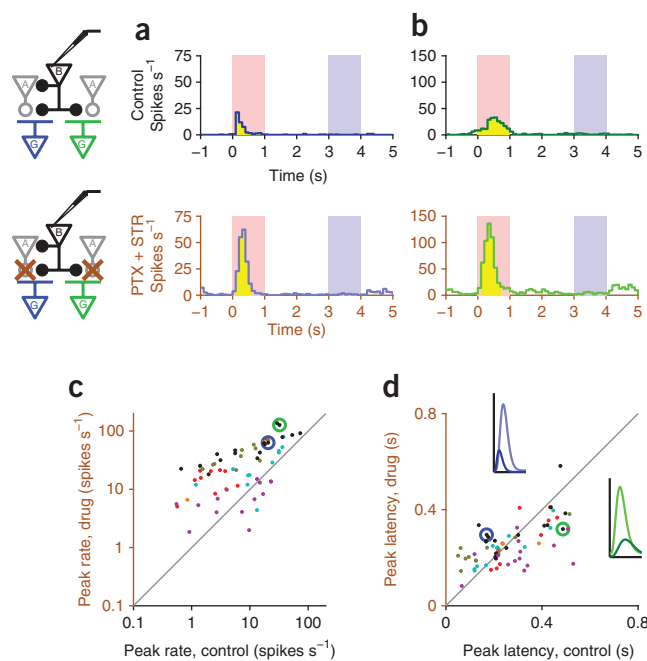 a
b
A
B
A
G
G
Control
Spikes s⁻¹
75
50
25
0
–1
0
1
2
3
4
5
Time (s)
150
100
50
0
–1
0
1
2
3
4
5
Time (s)
A
B
A
G
G
PTX + STR
Spikes s⁻¹
75
50
25
0
–1
0
1
2
3
4
5
Time (s)
150
100
50
0
–1
0
1
2
3
4
5
Time (s)
c
Peak rate, drug (spikes s⁻¹)
100
10
1
0.1
0.1
1
10
100
Peak rate, control (spikes s⁻¹)
d
Peak latency, drug (s)
0.8
0.4
0
0
0.4
0.8
Peak latency, control (s)